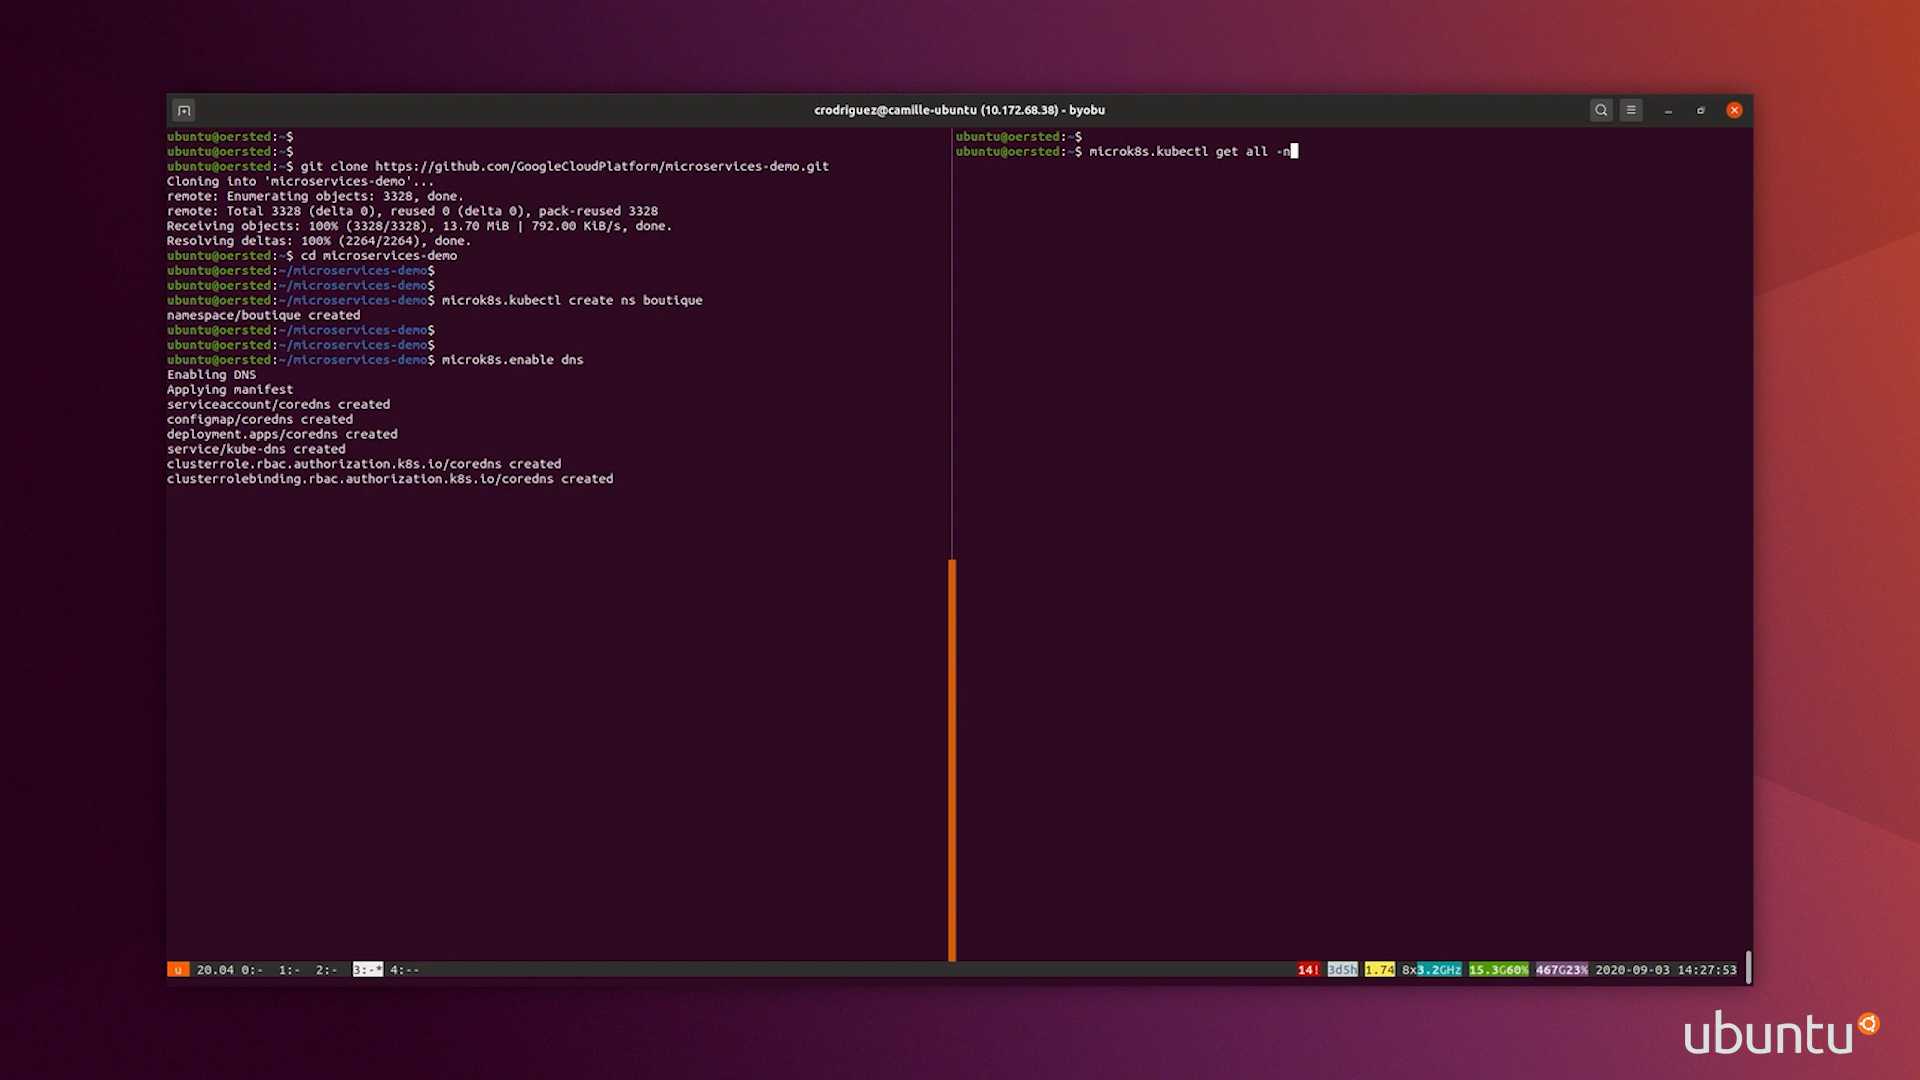 crodriguez@camille-ubuntu (10.172.68.38) - byobu
ubuntu@oersted:~$
ubuntu@oersted:~$
ubuntu@oersted:~$ git clone https://github.com/GoogleCloudPlatform/microservices-demo.git
Cloning into 'microservices-demo'...
remote: Enumerating objects: 3328, done.
remote: Total 3328 (delta 0), reused 0 (delta 0), pack-reused 3328
Receiving objects: 100% (3328/3328), 13.70 MiB | 792.00 KiB/s, done.
Resolving deltas: 100% (2264/2264), done.
ubuntu@oersted:~$ cd microservices-demo
ubuntu@oersted:~/microservices-demo$
ubuntu@oersted:~/microservices-demo$
ubuntu@oersted:~/microservices-demo$ microk8s.kubectl create ns boutique
namespace/boutique created
ubuntu@oersted:~/microservices-demo$
ubuntu@oersted:~/microservices-demo$
ubuntu@oersted:~/microservices-demo$ microk8s.enable dns
Enabling DNS
Applying manifest
serviceaccount/coredns created
configmap/coredns created
deployment.apps/coredns created
service/kube-dns created
clusterrole.rbac.authorization.k8s.io/coredns created
clusterrolebinding.rbac.authorization.k8s.io/coredns created
ubuntu@oersted:~$
ubuntu@oersted:~$ microk8s.kubectl get all -n
u 20.04 0:- 1:- 2:- 3:-* 4:-- 14! 3d5h 1.74 8x3.2GHz 15.3G60% 467G23% 2020-09-03 14:27:53
ubuntu